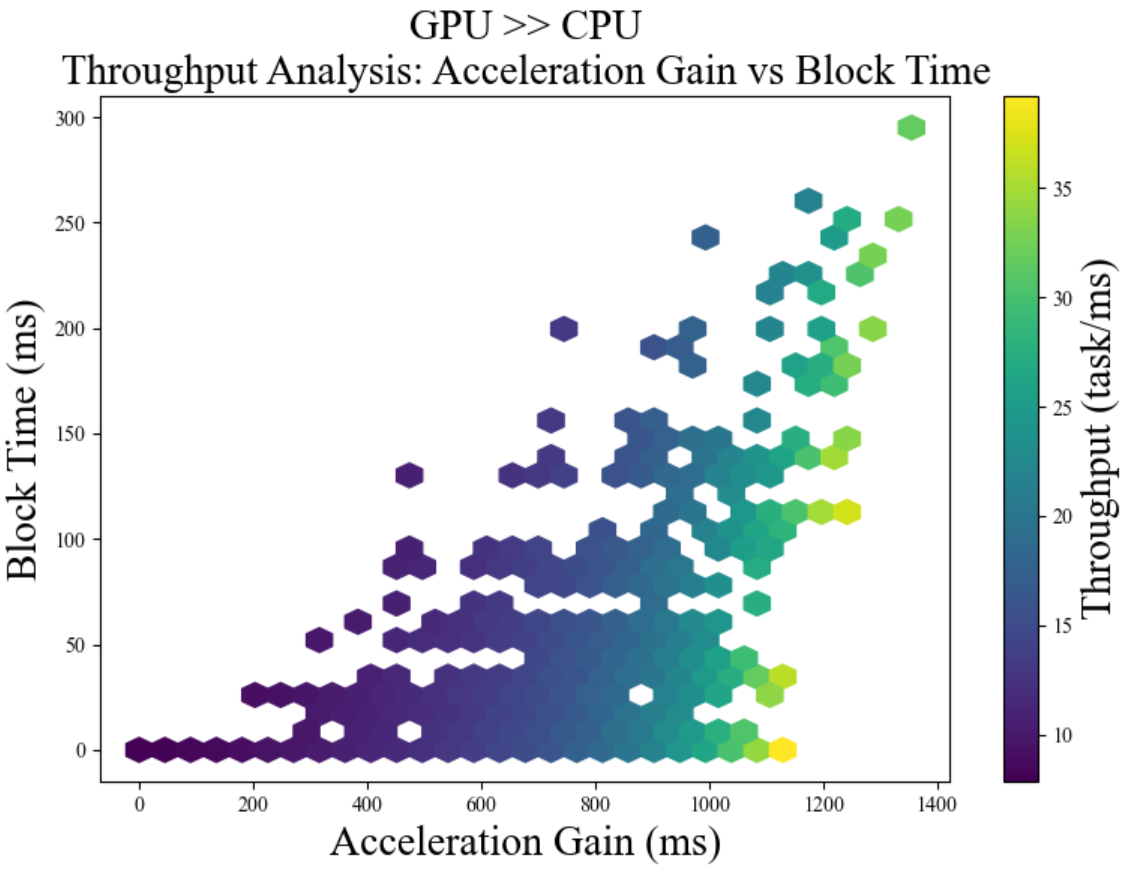 GPU >> CPU
Throughput Analysis: Acceleration Gain vs Block Time
Block Time (ms)
300
250
200
150
100
50
0
0 200 400 600 800 1000 1200 1400
Acceleration Gain (ms)
35
30
25
20
15
10
Throughput (task/ms)